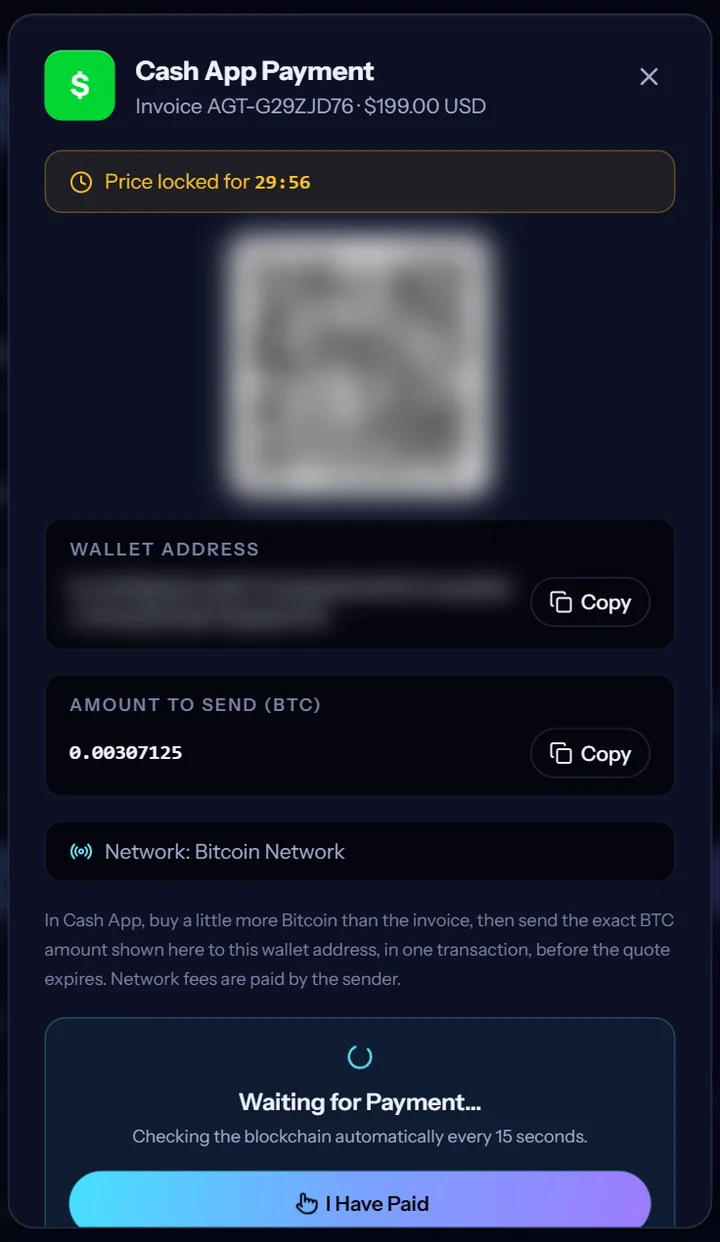 $
Cash App Payment
Invoice AGT-G29ZJD76 · $199.00 USD
Price locked for 29:56
WALLET ADDRESS
Copy
AMOUNT TO SEND (BTC)
0.00307125
Copy
Network: Bitcoin Network
In Cash App, buy a little more Bitcoin than the invoice, then send the exact BTC
amount shown here to this wallet address, in one transaction, before the quote
expires. Network fees are paid by the sender.
Waiting for Payment...
Checking the blockchain automatically every 15 seconds.
I Have Paid